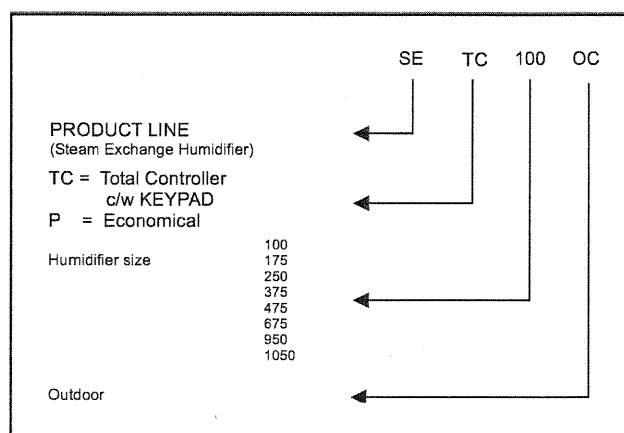 SE TC 100 OC
PRODUCT LINE
(Steam Exchange Humidifier)
TC = Total Controller
c/w KEYPAD
P = Economical
Humidifier size
100
175
250
375
475
675
950
1050
Outdoor